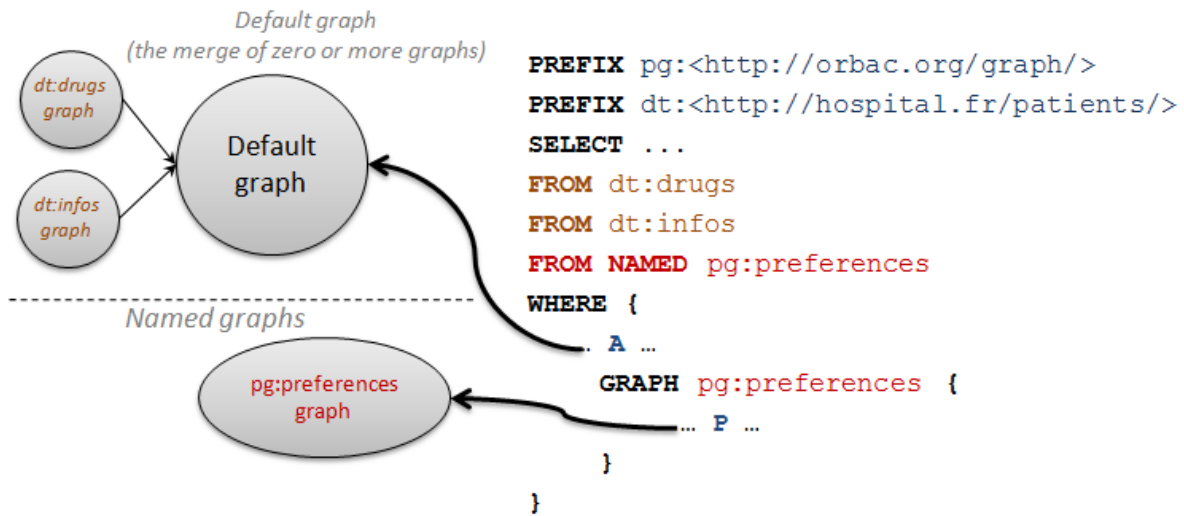 Default graph
(the merge of zero or more graphs)
dt:drugs
graph
Default
graph
dt:infos
graph
Named graphs
pg:preferences
graph
PREFIX pg:<http://orbac.org/graph/>
PREFIX dt:<http://hospital.fr/patients/>
SELECT ...
FROM dt:drugs
FROM dt:infos
FROM NAMED pg:preferences
WHERE {
… A …
GRAPH pg:preferences {
… P …
}
}